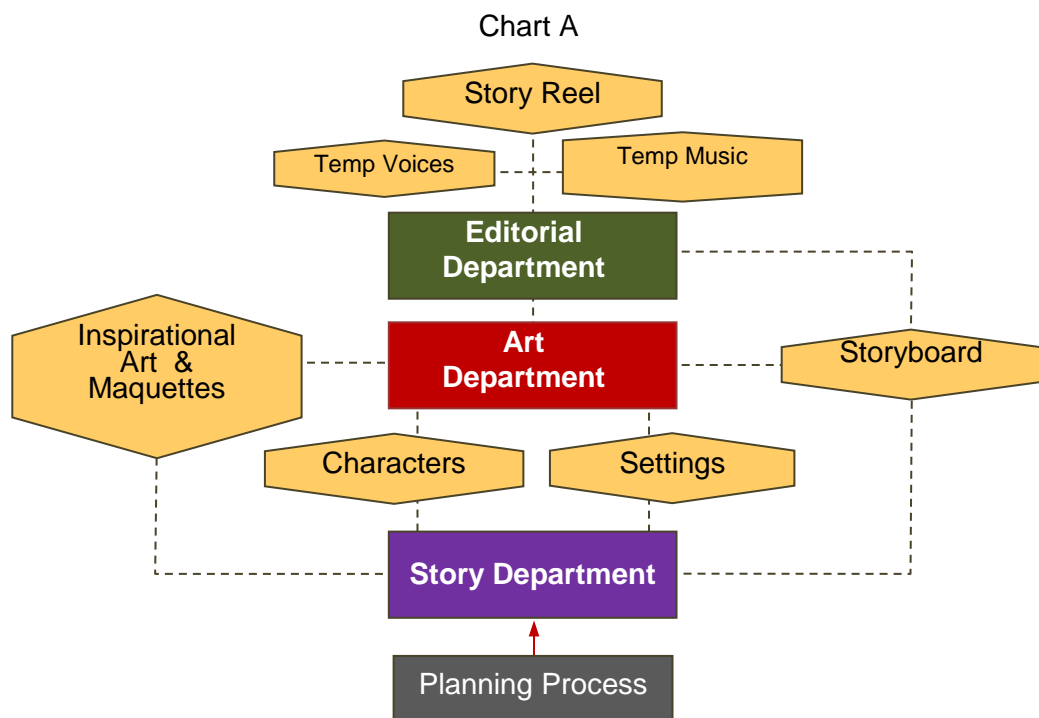 Chart A
Story Reel
Temp Voices
Temp Music
Editorial
Department
Inspirational
Art &
Maquettes
Art
Department
Storyboard
Characters
Settings
Story Department
Planning Process